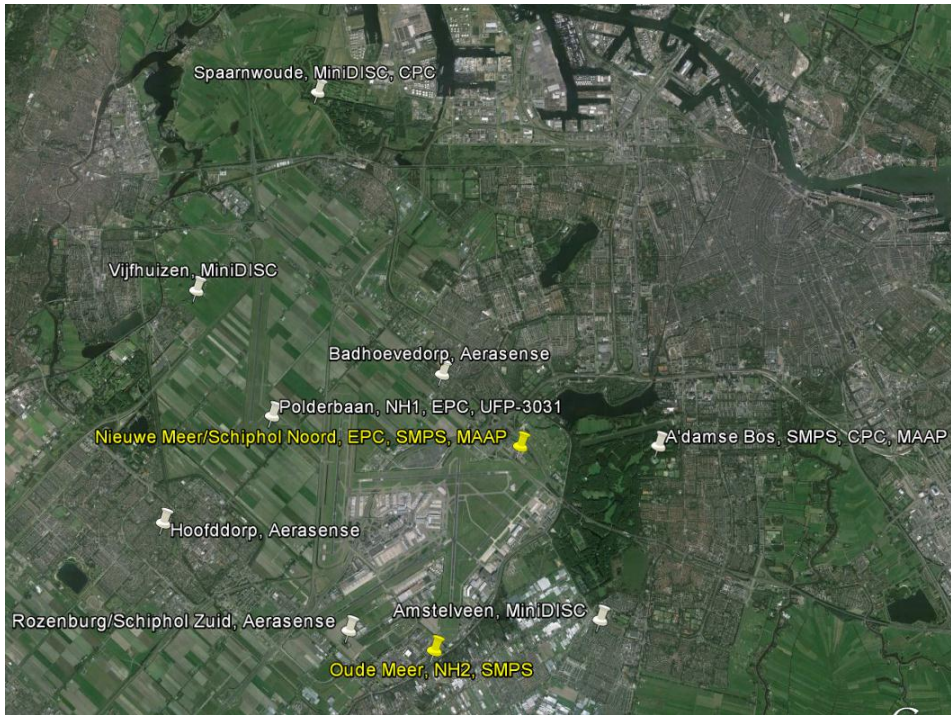 Spaarnwoude, MiniDISC, CPC
Vijfhuizen, MiniDISC
Badhoevedorp, Aerasense
Polderbaan, NH1, EPC, UFP-3031
Nieuwe Meer/Schiphol Noord, EPC, SMPS, MAAP
A'damse Bos, SMPS, CPC, MAAP
Hoofddorp, Aerasense
Amstelveen, MiniDISC
Rozenburg/Schiphol Zuid, Aerasense
Oude Meer, NH2, SMPS